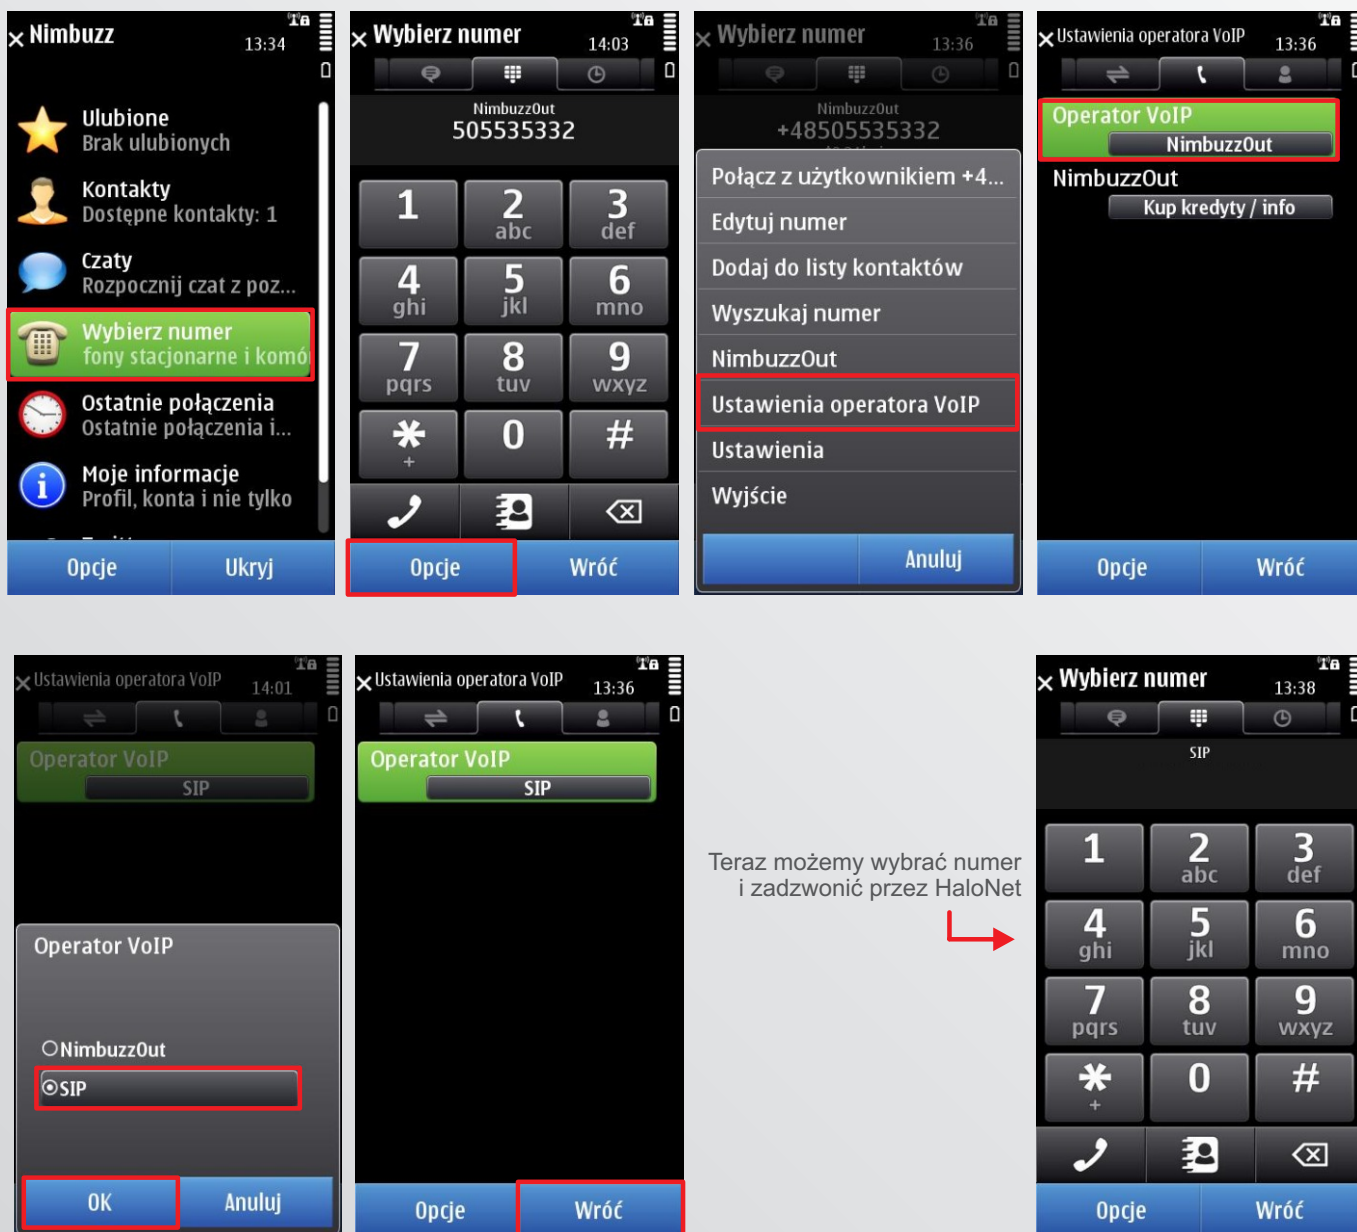 Nimbuzz
13:34
Ulubione
Brak ulubionych
Kontakty
Dostępne kontakty: 1
Czaty
Rozpocznij czat z poz...
Wybierz numer
fony stacjonarne i komó
Ostatnie połączenia
Ostatnie połączenia i...
Moje informacje
Profil, konta i nie tylko
Opcje
Ukryj
Wybierz numer
14:03
NimbuzzOut
505535332
1
2
abc
3
def
4
ghi
5
jkl
6
mno
7
pqrs
8
tuv
9
wxyz
*
+
0
#
Opcje
Wróć
Wybierz numer
13:36
NimbuzzOut
+48505535332
Połącz z użytkownikiem +4...
Edytuj numer
Dodaj do listy kontaktów
Wyszukaj numer
NimbuzzOut
Ustawienia operatora VoIP
Ustawienia
Wyjście
Anuluj
Ustawienia operatora VoIP
13:36
Operator VoIP
NimbuzzOut
NimbuzzOut
Kup kredyty / info
Opcje
Wróć
Ustawienia operatora VoIP
14:01
Operator VoIP
SIP
Operator VoIP
NimbuzzOut
SIP
OK
Anuluj
Ustawienia operatora VoIP
13:36
Operator VoIP
SIP
Opcje
Wróć
Teraz możemy wybrać numer
i zadzwonić przez HaloNet
Wybierz numer
13:38
SIP
1
2
abc
3
def
4
ghi
5
jkl
6
mno
7
pqrs
8
tuv
9
wxyz
*
+
0
#
Opcje
Wróć